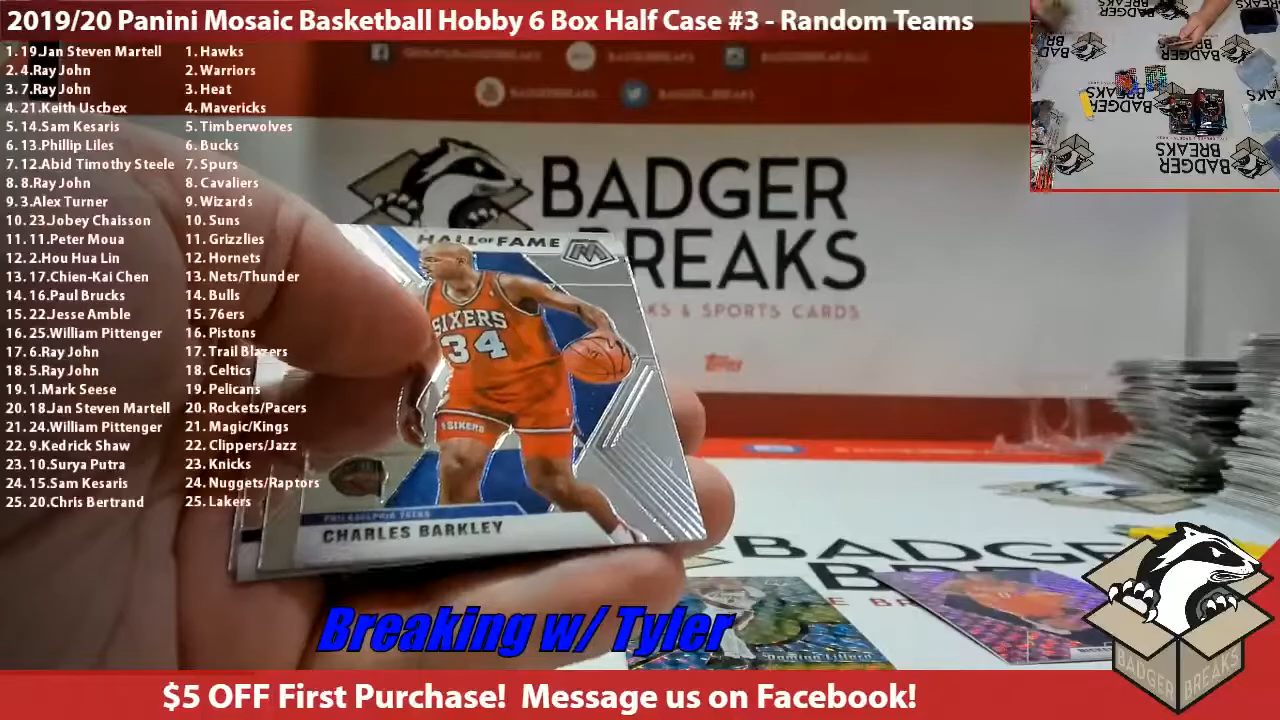 2019/20 Panini Mosaic Basketball Hobby 6 Box Half Case #3 - Random Teams
1. 19.Jan Steven Martell 1. Hawks
2. 4.Ray John 2. Warriors
3. 7.Ray John 3. Heat
4. 21.Keith Uscbex 4. Mavericks
5. 14.Sam Kesaris 5. Timberwolves
6. 13.Phillip Liles 6. Bucks
7. 12.Abid Timothy Steele 7. Spurs
8. 8.Ray John 8. Cavaliers
9. 3.Alex Turner 9. Wizards
10. 23.Jobey Chaisson 10. Suns
11. 11.Peter Moua 11. Grizzlies
12. 2.Hou Hua Lin 12. Hornets
13. 17.Chien-Kai Chen 13. Nets/Thunder
14. 16.Paul Brucks 14. Bulls
15. 22.Jesse Amble 15. 76ers
16. 25.William Pittenger 16. Pistons
17. 6.Ray John 17. Trail Blazers
18. 5.Ray John 18. Celtics
19. 1.Mark Seese 19. Pelicans
20. 18.Jan Steven Martell 20. Rockets/Pacers
21. 24.William Pittenger 21. Magic/Kings
22. 9.Kedrick Shaw 22. Clippers/Jazz
23. 10.Surya Putra 23. Knicks
24. 15.Sam Kesaris 24. Nuggets/Raptors
25. 20.Chris Bertrand 25. Lakers
BADGER
BREAKS
BADGER
BREAKS
KS & SPORTS CARDS
Topps
HALL OF FAME
SIXERS
34
SIXERS
PHILADELPHIA 76ERS
CHARLES BARKLEY
BADGER
Damian Lillard
Breaking w/ Tyler
BADGER BREAKS
$5 OFF First Purchase! Message us on Facebook!